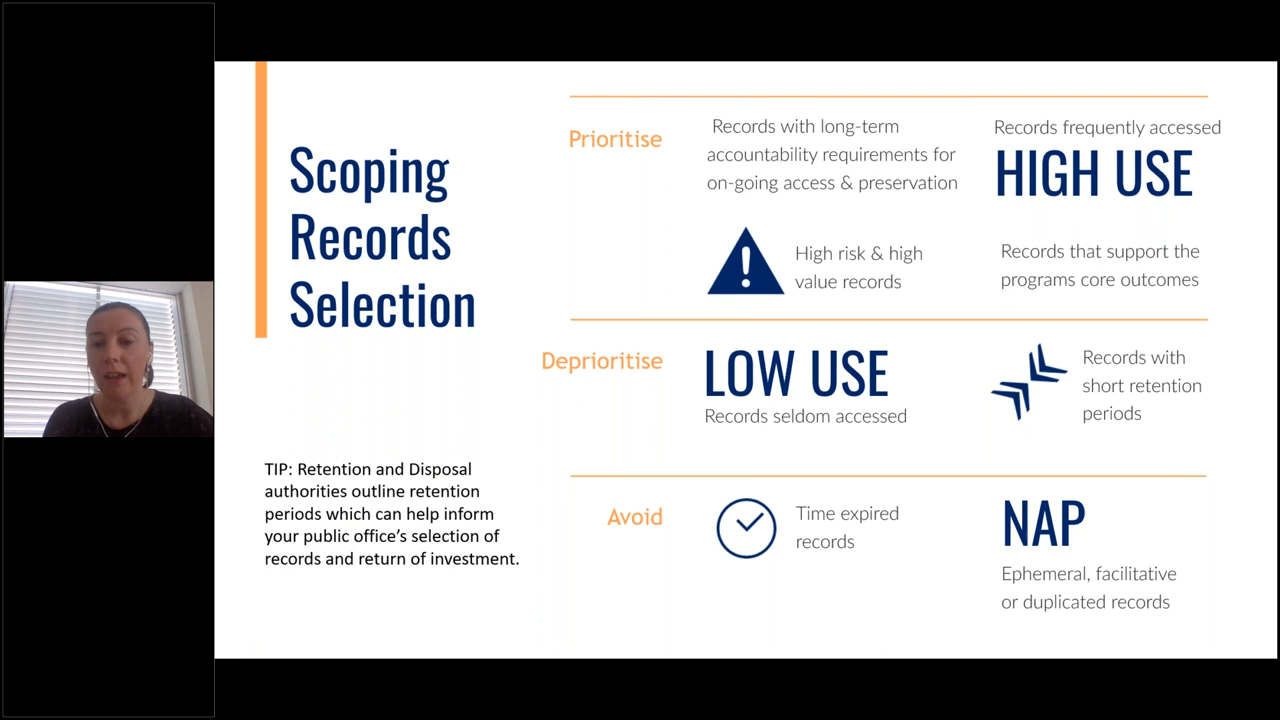 Scoping
Records
Selection
TIP: Retention and Disposal
authorities outline retention
periods which can help inform
your public office's selection of
records and return of investment.
Prioritise
Records with long-term
accountability requirements for
on-going access & preservation
Records frequently accessed
HIGH USE
High risk & high
value records
Records that support the
programs core outcomes
Deprioritise
LOW USE
Records seldom accessed
Records with
short retention
periods
Avoid
Time expired
records
NAP
Ephemeral, facilitative
or duplicated records